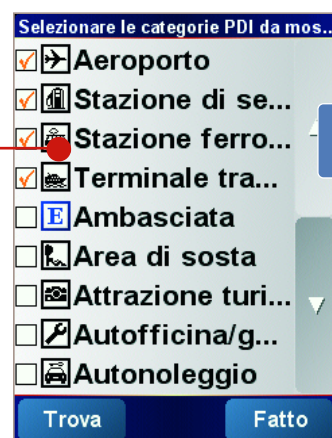 Selezionare le categorie PDI da mos..
Aeroporto
Stazione di se...
Stazione ferro...
Terminale tra...
E Ambasciata
Area di sosta
Attrazione turi...
Autofficina/g...
Autonoleggio
Trova Fatto